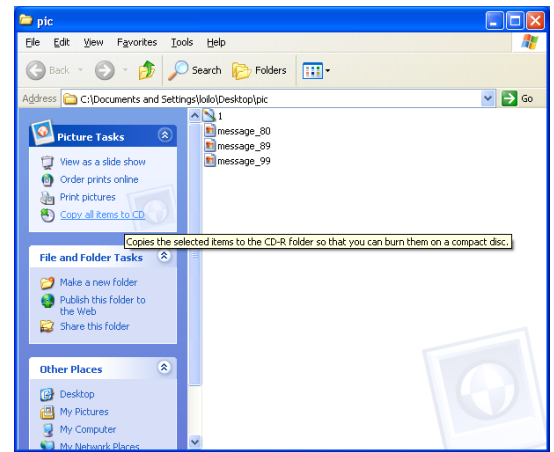 pic
File Edit View Favorites Tools Help
Back Search Folders
Address C:\Documents and Settings\loilo\Desktop\pic Go
Picture Tasks
View as a slide show
Order prints online
Print pictures
Copy all items to CD
File and Folder Tasks
Make a new folder
Publish this folder to
the Web
Share this folder
Other Places
Desktop
My Pictures
My Computer
My Network Places
1
message_80
message_89
message_99
Copies the selected items to the CD-R folder so that you can burn them on a compact disc.